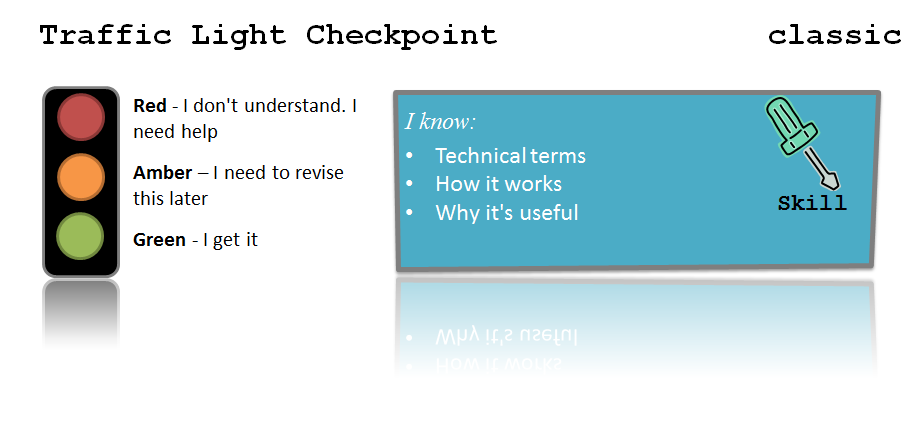 Traffic Light Checkpoint
classic
Red - I don't understand. I
need help
Amber – I need to revise
this later
Green - I get it
I know:
• Technical terms
• How it works
• Why it's useful
Skill